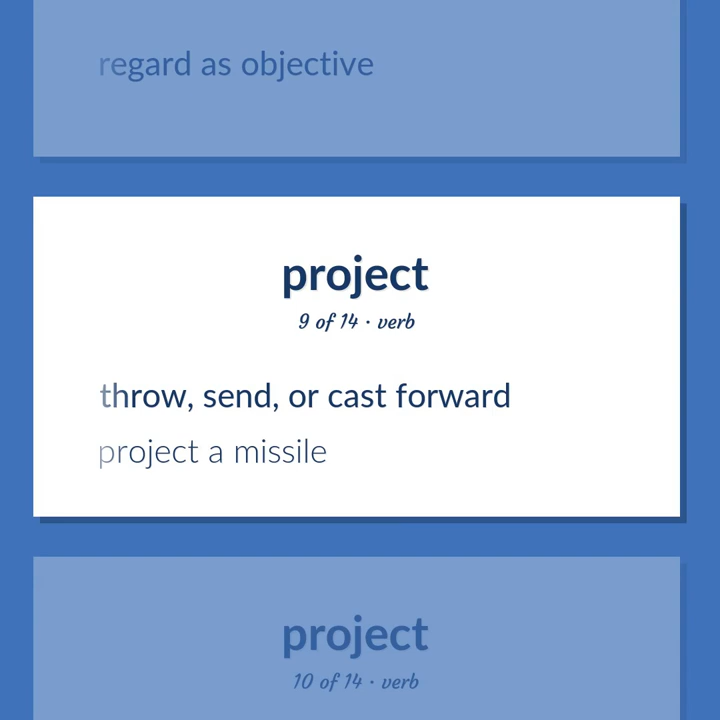 regard as objective
project
9 of 14 · verb
throw, send, or cast forward
project a missile
project
10 of 14 · verb